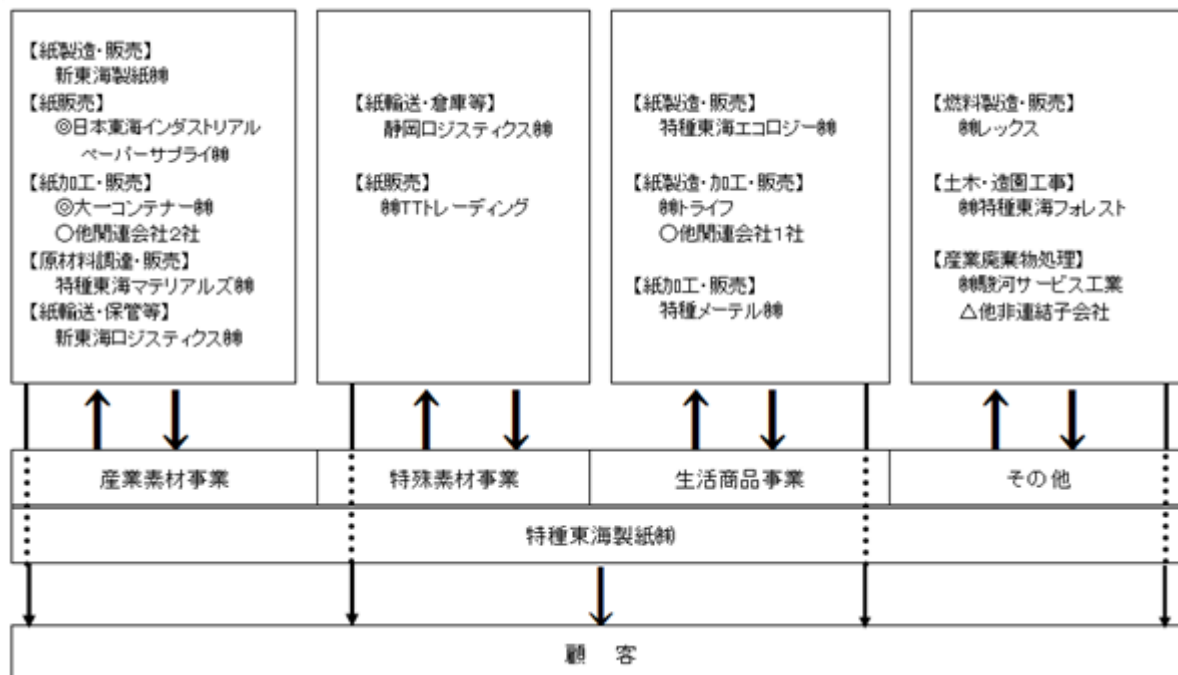 【紙製造・販売】
新東海製紙㈱
【紙販売】
◎日本東海インダストリアル
ペーパーサプライ㈱
【紙加工・販売】
◎大一コンテナー㈱
○他関連会社2社
【原材料調達・販売】
特種東海マテリアルズ㈱
【紙輸送・保管等】
新東海ロジスティクス㈱
【紙輸送・倉庫等】
静岡ロジスティクス㈱
【紙販売】
㈱TTトレーディング
【紙製造・販売】
特種東海エコロジー㈱
【紙製造・加工・販売】
㈱トライフ
○他関連会社1社
【紙加工・販売】
特種メーテル㈱
【燃料製造・販売】
㈱レックス
【土木・造園工事】
㈱特種東海フォレスト
【産業廃棄物処理】
㈱駿河サービス工業
△他非連結子会社
産業素材事業
特殊素材事業
生活商品事業
その他
特種東海製紙㈱
顧 客